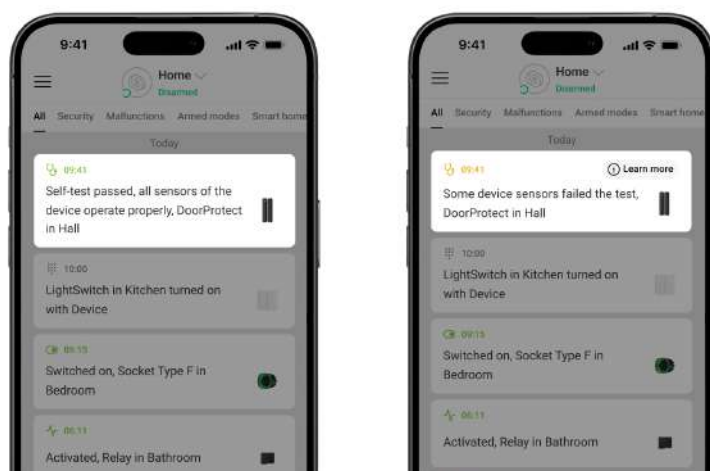 9:41
Home
Disarmed
All Security Malfunctions Armed modes Smart home
Today
09:41
Self-test passed, all sensors of the
device operate properly, DoorProtect
in Hall
10:00
LightSwitch in Kitchen turned on
with Device
09:15
Switched on, Socket Type F in
Bedroom
06:11
Activated, Relay in Bathroom
9:41
Home
Disarmed
All Security Malfunctions Armed modes Smart home
Today
09:41 Learn more
Some device sensors failed the test,
DoorProtect in Hall
10:00
LightSwitch in Kitchen turned on
with Device
09:15
Switched on, Socket Type F in
Bedroom
06:11
Activated, Relay in Bathroom